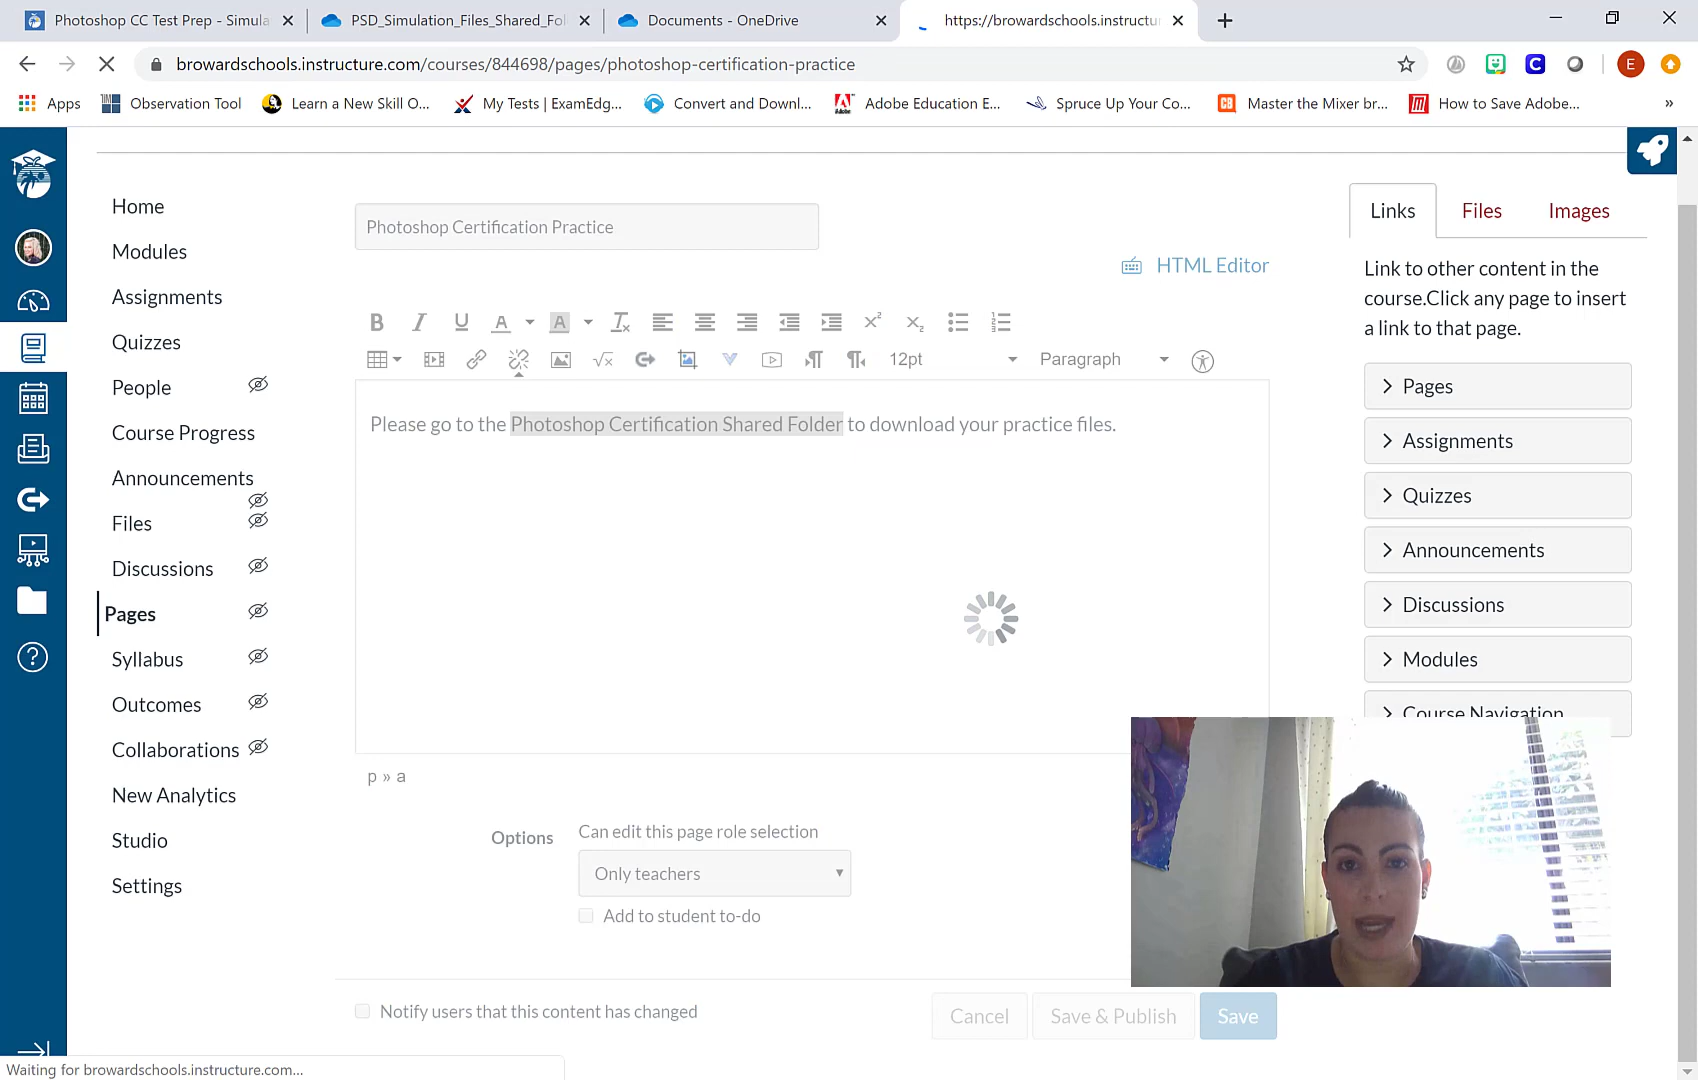 Photoshop CC Test Prep - Simula
PSD_Simulation_Files_Shared_Fol
Documents - OneDrive
https://browardschools.instructur
browardschools.instructure.com/courses/844698/pages/photoshop-certification-practice
E
Apps
Observation Tool
Learn a New Skill O...
My Tests | ExamEdg...
Convert and Downl...
Adobe Education E...
Spruce Up Your Co...
Master the Mixer br...
How to Save Adobe...
»
Home
Modules
Assignments
Quizzes
People
Course Progress
Announcements
Files
Discussions
Pages
Syllabus
Outcomes
Collaborations
New Analytics
Studio
Settings
Photoshop Certification Practice
HTML Editor
12pt
Paragraph
Please go to the Photoshop Certification Shared Folder to download your practice files.
p » a
Options
Can edit this page role selection
Only teachers
Add to student to-do
Notify users that this content has changed
Cancel
Save & Publish
Save
Links
Files
Images
Link to other content in the
course.Click any page to insert
a link to that page.
Pages
Assignments
Quizzes
Announcements
Discussions
Modules
Course Navigation
Waiting for browardschools.instructure.com...